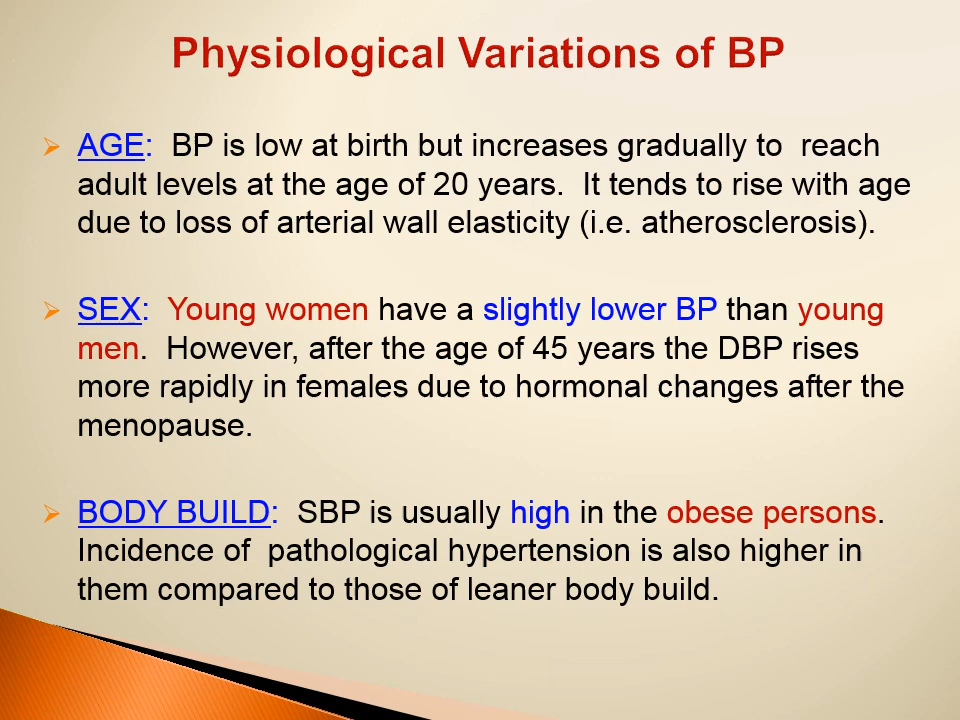 Physiological Variations of BP
AGE:  BP is low at birth but increases gradually to  reach
adult levels at the age of 20 years.  It tends to rise with age
due to loss of arterial wall elasticity (i.e. atherosclerosis).
SEX:  Young women have a slightly lower BP than young
men.  However, after the age of 45 years the DBP rises
more rapidly in females due to hormonal changes after the
menopause.
BODY BUILD:  SBP is usually high in the obese persons.
Incidence of  pathological hypertension is also higher in
them compared to those of leaner body build.